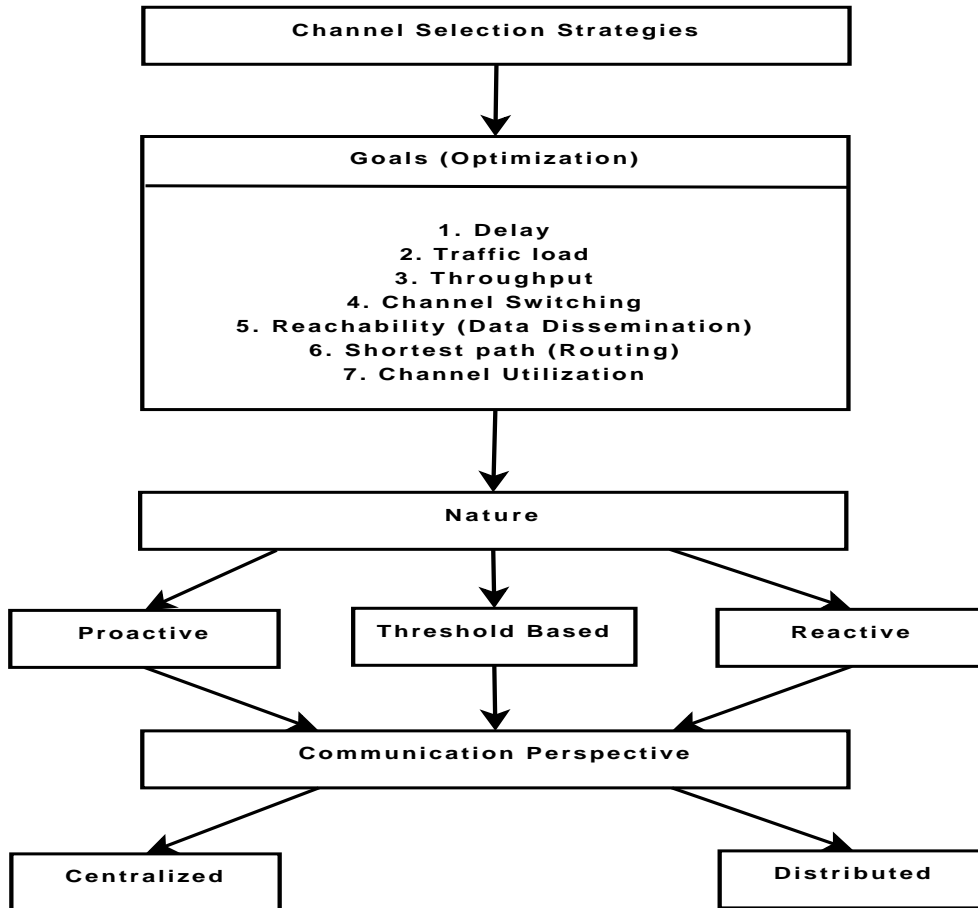 Channel Selection Strategies
Goals (Optimization)
1. Delay
2. Traffic load
3. Throughput
4. Channel Switching
5. Reachability (Data Dissemination)
6. Shortest path (Routing)
7. Channel Utilization
Nature
Proactive
Threshold Based
Reactive
Communication Perspective
Centralized
Distributed